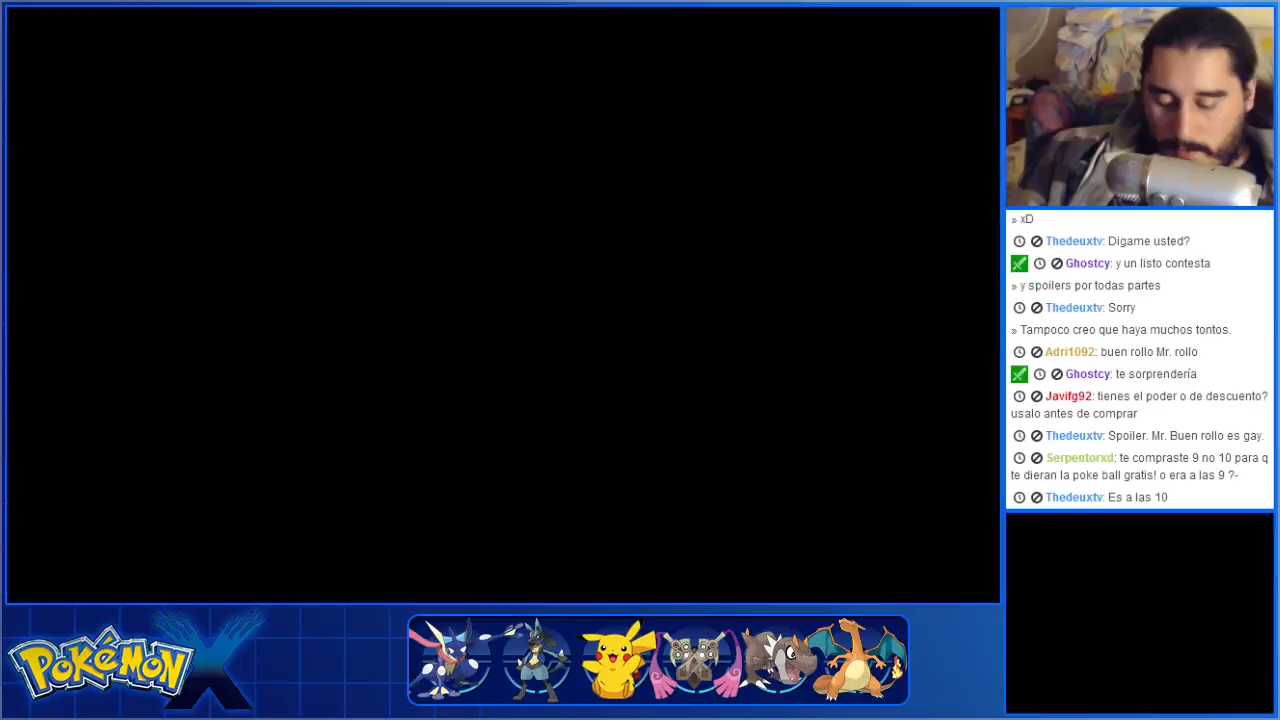 » xD
Thedeuxtv: Digame usted?
Ghostcy: y un listo contesta
» y spoilers por todas partes
Thedeuxtv: Sorry
» Tampoco creo que haya muchos tontos.
Adri1092: buen rollo Mr. rollo
Ghostcy: te sorprendería
Javifg92: tienes el poder o de descuento?
usalo antes de comprar
Thedeuxtv: Spoiler. Mr. Buen rollo es gay.
Serpentorxd: te compraste 9 no 10 para q
te dieran la poke ball gratis! o era a las 9 ?-
Thedeuxtv: Es a las 10
POKéMON X